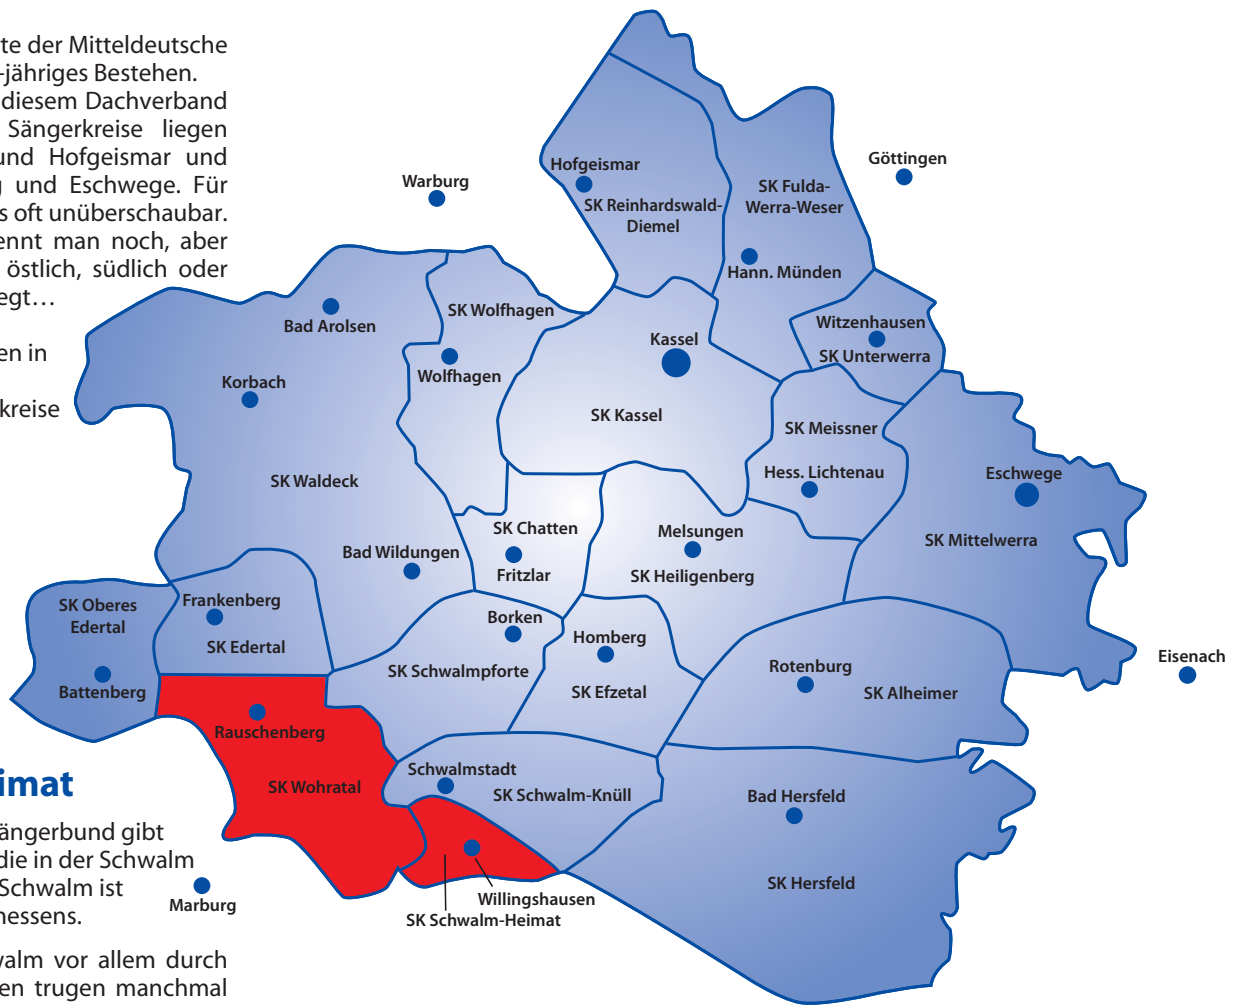 te der Mitteldeutsche
-jähriges Bestehen.
diesem Dachverband
Sängerkreise liegen
und Hofgeismar und
und Eschwege. Für
s oft unüberschaubar.
ennt man noch, aber
östlich, südlich oder
egt…
en in
kreise
imat
ängerbund gibt
die in der Schwalm
Schwalm ist
hessens.
walm vor allem durch
en trugen manchmal
Warburg
Hofgeismar
SK Reinhardswald-
Diemel
SK Fulda-
Werra-Weser
Göttingen
Hann. Münden
Bad Arolsen
SK Wolfhagen
Wolfhagen
Kassel
SK Kassel
Witzenhausen
SK Unterwerra
Korbach
SK Waldeck
SK Meissner
Hess. Lichtenau
Eschwege
SK Mittelwerra
SK Chatten
Fritzlar
Melsungen
SK Heiligenberg
Bad Wildungen
SK Oberes
Edertal
Battenberg
Frankenberg
SK Edertal
Borken
SK Schwalmpforte
Homberg
SK Efzetal
Rotenburg
SK Alheimer
Eisenach
Rauschenberg
SK Wohratal
Schwalmstadt
SK Schwalm-Knüll
Bad Hersfeld
SK Hersfeld
Marburg
Willingshausen
SK Schwalm-Heimat